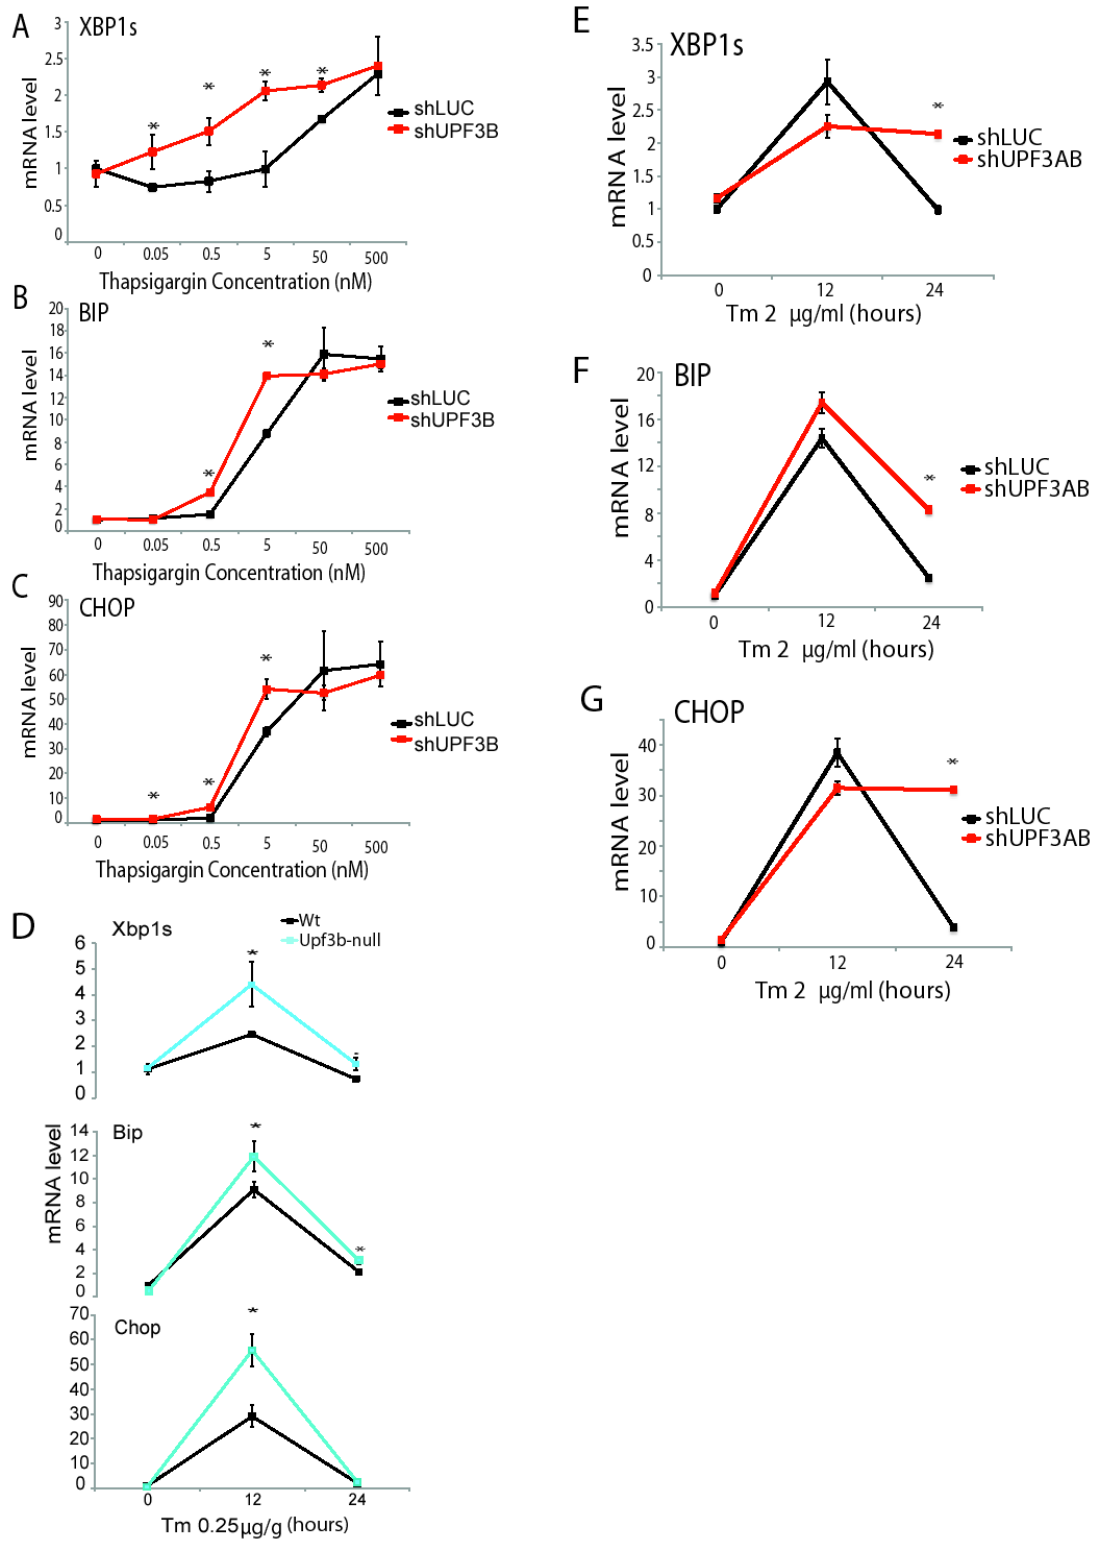 A
XBP1s
3
2.5
2
1.5
1
0.5
0
mRNA level
* * * *
shLUC
shUPF3B
0 0.05 0.5 5 50 500
Thapsigargin Concentration (nM)
B
BIP
20
18
16
14
12
10
8
6
4
2
0
mRNA level
* *
shLUC
shUPF3B
0 0.05 0.5 5 50 500
Thapsigargin Concentration (nM)
C
CHOP
90
80
70
60
50
40
30
20
10
0
mRNA level
* * *
shLUC
shUPF3B
0 0.05 0.5 5 50 500
Thapsigargin Concentration (nM)
D
Xbp1s
Wt
Upf3b-null
6
5
4
3
2
1
0
*
Bip
14
12
10
8
6
4
2
0
mRNA level
* *
Chop
70
60
50
40
30
20
10
0
*
0 12 24
Tm 0.25µg/g (hours)
E
XBP1s
3.5
3
2.5
2
1.5
1
0.5
0
mRNA level
*
shLUC
shUPF3AB
0 12 24
Tm 2 µg/ml (hours)
F
BIP
20
16
12
8
4
0
mRNA level
*
shLUC
shUPF3AB
0 12 24
Tm 2 µg/ml (hours)
G
CHOP
40
30
20
10
0
mRNA level
*
shLUC
shUPF3AB
0 12 24
Tm 2 µg/ml (hours)